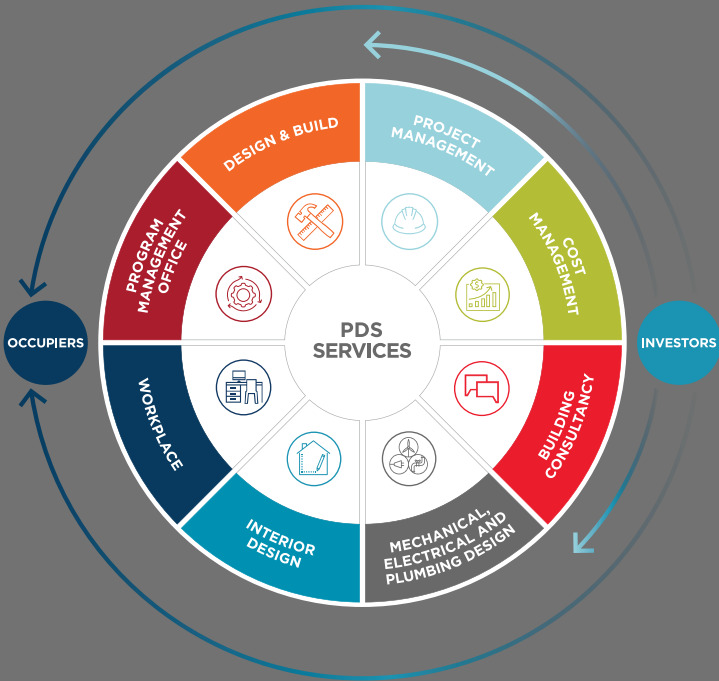 DESIGN & BUILD
PROJECT
MANAGEMENT
COST
MANAGEMENT
BUILDING
CONSULTANCY
MECHANICAL,
ELECTRICAL AND
PLUMBING DESIGN
INTERIOR
DESIGN
WORKPLACE
PROGRAM
MANAGEMENT
OFFICE
PDS
SERVICES
OCCUPIERS
INVESTORS
$